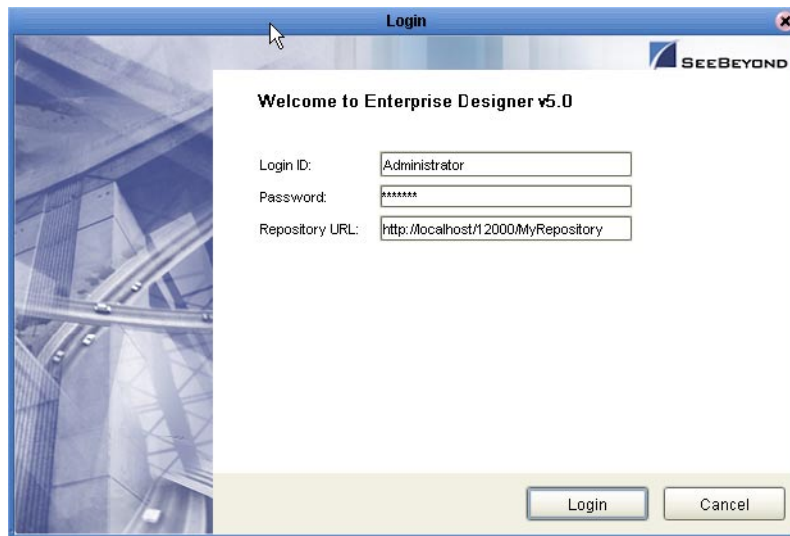 Login
SEEBEYOND
Welcome to Enterprise Designer v5.0
Login ID: Administrator
Password: *******
Repository URL: http://localhost/12000/MyRepository
Login Cancel